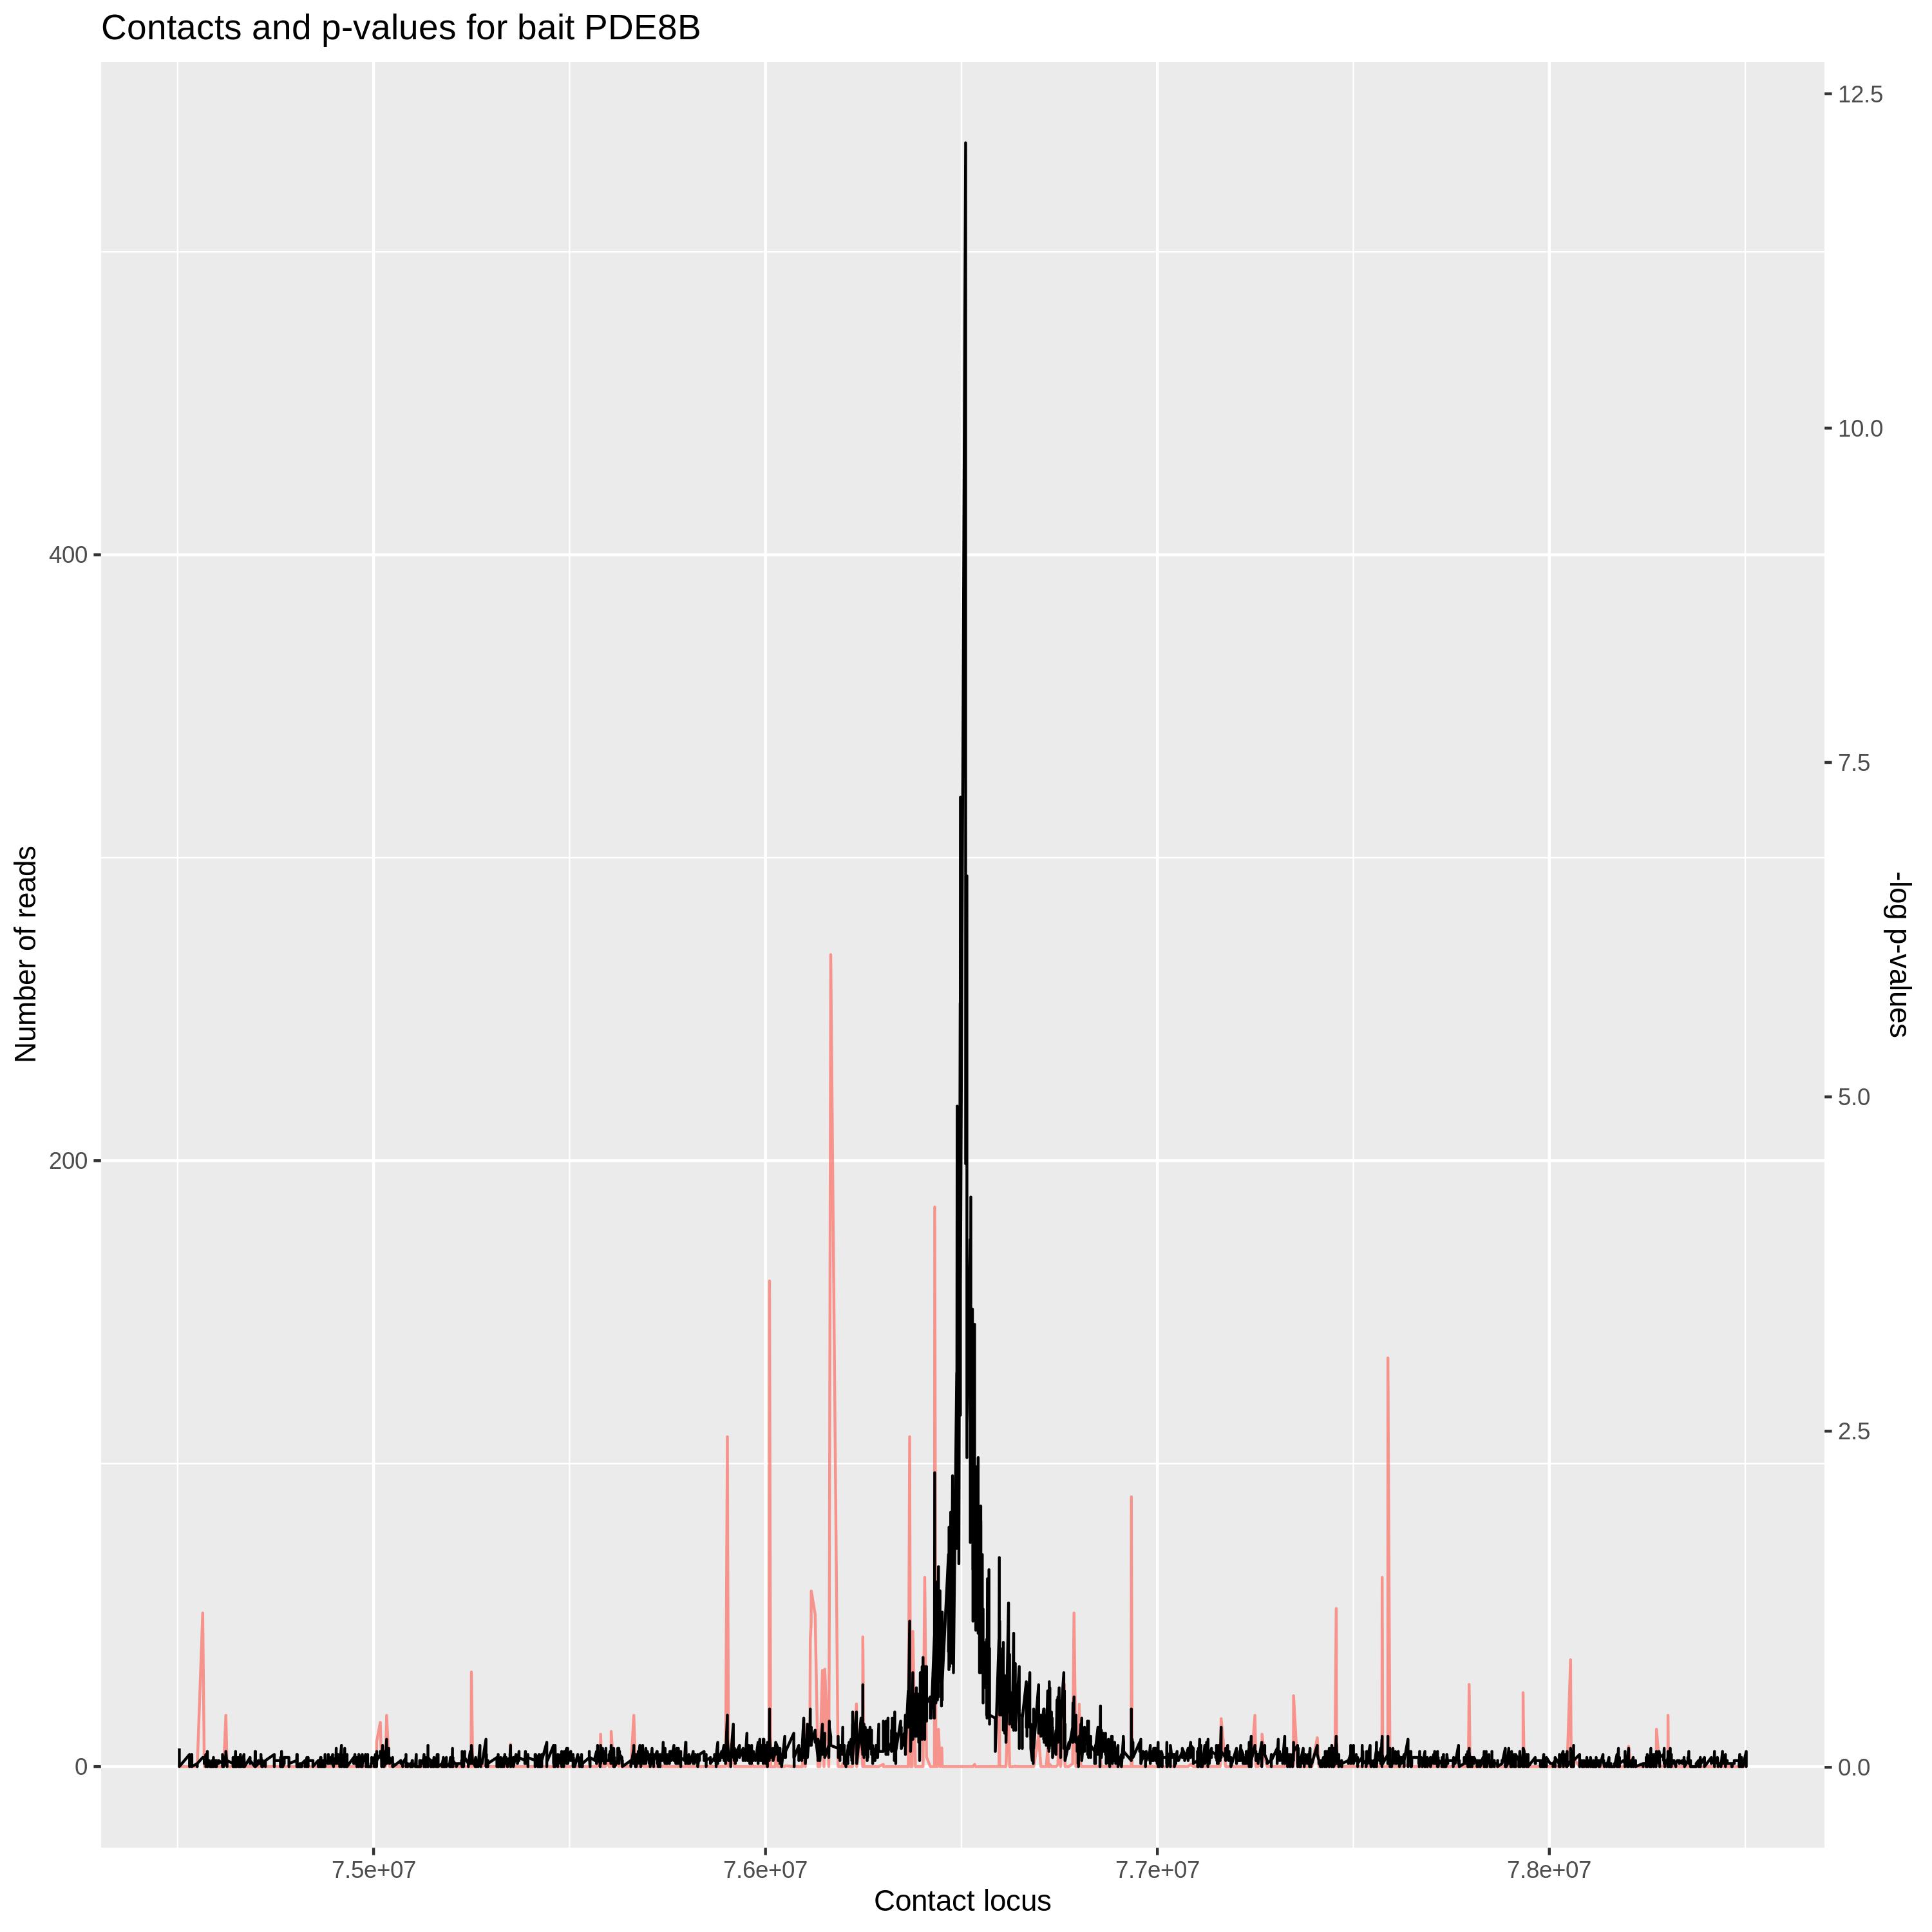 Contacts and p-values for bait PDE8B
Number of reads
400
200
0
12.5
10.0
7.5
5.0
2.5
0.0
-log p-values
7.5e+07
7.6e+07
7.7e+07
7.8e+07
Contact locus